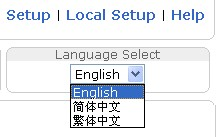 Setup | Local Setup | Help
Language Select
English
English
简体中文
繁体中文